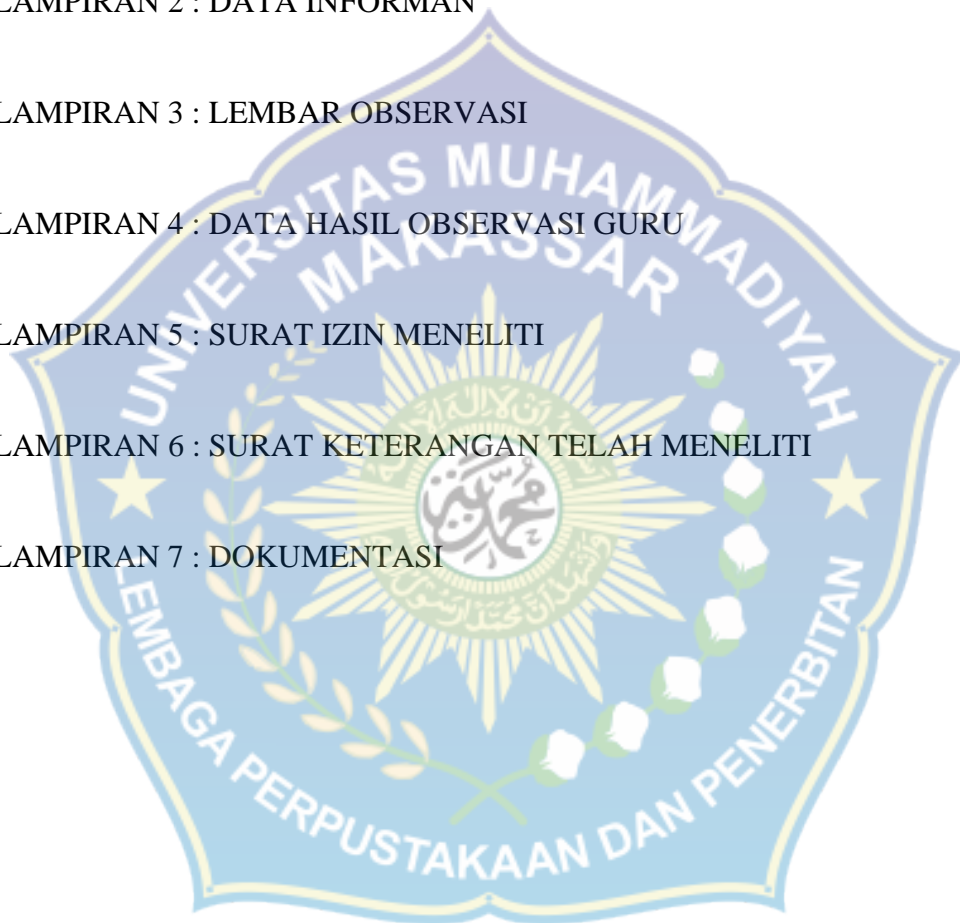 LAMPIRAN 2 : DATA INFORMAN
LAMPIRAN 3 : LEMBAR OBSERVASI
UNIVERSITAS MUHAMMADIYAH
MAKASSAR
LAMPIRAN 4 : DATA HASIL OBSERVASI GURU
LAMPIRAN 5 : SURAT IZIN MENELITI
LAMPIRAN 6 : SURAT KETERANGAN TELAH MENELITI
محمدية
LAMPIRAN 7 : DOKUMENTASI
LEMBAGA PERPUSTAKAAN DAN PENERBITAN